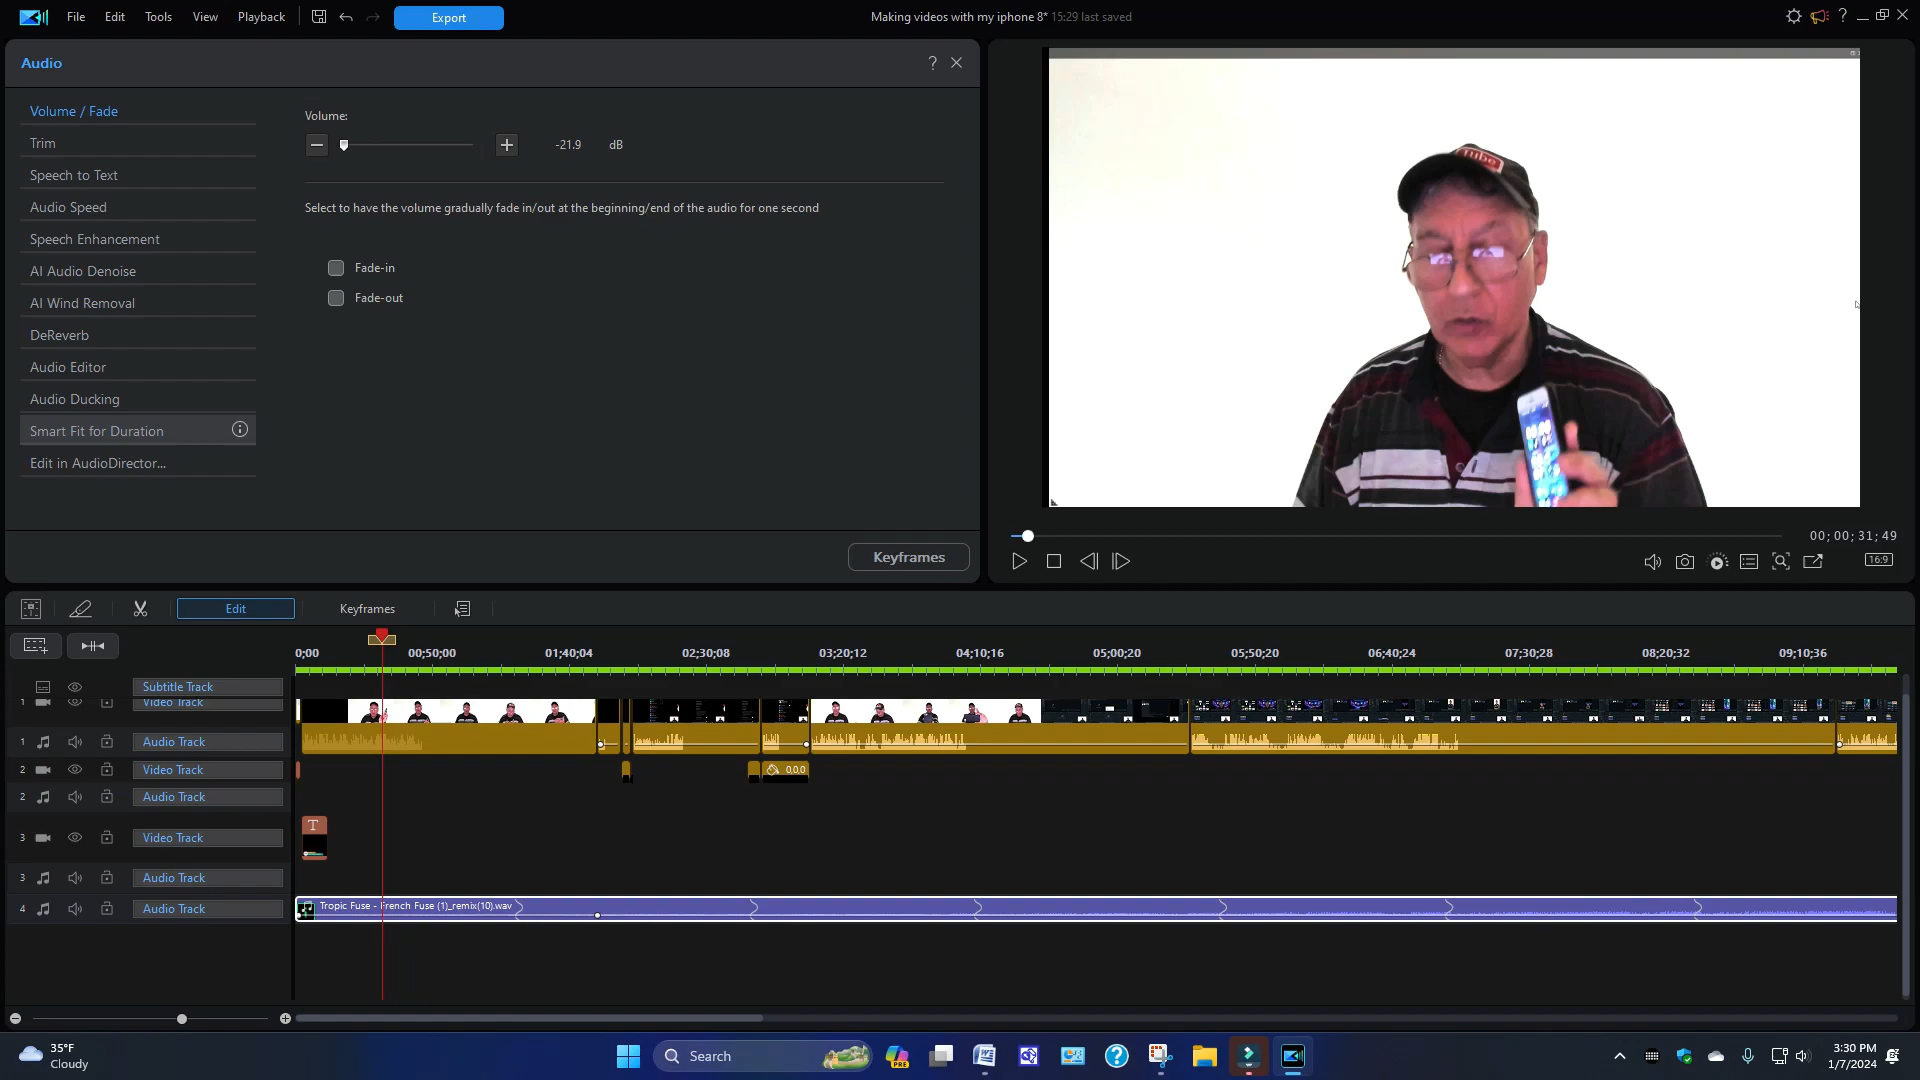 File Edit View Tools Playback Export Making videos with my iphone 8* 15:29 last saved ?
Audio ?
Volume / Fade
Trim
Speech to Text
Audio Speed
Speech Enhancement
AI Audio Denoise
AI Wind Removal
DeReverb
Audio Editor
Audio Ducking
Smart Fit for Duration
Edit in AudioDirector...
Volume:
-21.9 dB
Select to have the volume gradually fade in/out at the beginning/end of the audio for one second
Fade-in
Fade-out
Keyframes
Tube
00; 00; 31; 49
16:9
Edit Keyframes
0;00 00;50;00 01;40;04 02;30;08 03;20;12 04;10;16 05;00;20 05;50;20 06;40;24 07;30;28 08;20;32 09;10;36
Subtitle Track
1 Video Track
1 Audio Track
2 Video Track 0,0,0
2 Audio Track
3 Video Track T
3 Audio Track
4 Audio Track Tropic Fuse - French Fuse (1)_remix(10).wav
35°F
Cloudy
Search
PRE
3:30 PM
1/7/2024